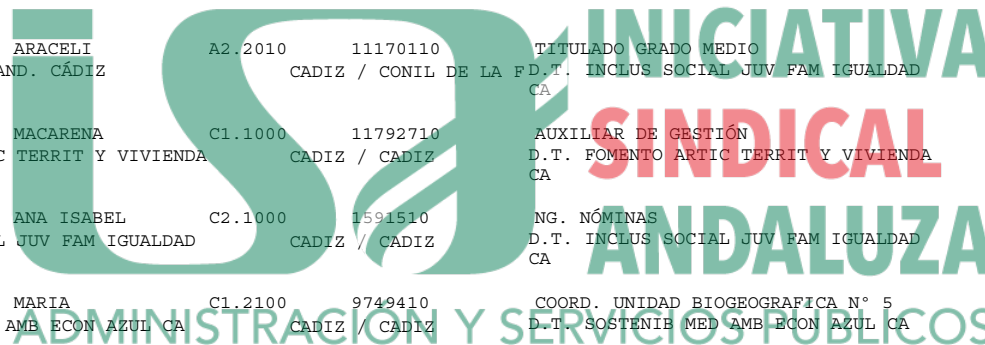 ARACELI A2.2010 11170110 TITULADO GRADO MEDIO
AND. CÁDIZ CADIZ / CONIL DE LA F D.T. INCLUS SOCIAL JUV FAM IGUALDAD
CA
MACARENA C1.1000 11792710 AUXILIAR DE GESTIÓN
C TERRIT Y VIVIENDA CADIZ / CADIZ D.T. FOMENTO ARTIC TERRIT Y VIVIENDA
CA
ANA ISABEL C2.1000 1591510 NG. NÓMINAS
L JUV FAM IGUALDAD CADIZ / CADIZ D.T. INCLUS SOCIAL JUV FAM IGUALDAD
CA
MARIA C1.2100 9749410 COORD. UNIDAD BIOGEOGRAFICA Nº 5
AMB ECON AZUL CA CADIZ / CADIZ D.T. SOSTENIB MED AMB ECON AZUL CA
isa
INICIATIVA
SINDICAL
ANDALUZA
ADMINISTRACIÓN Y SERVICIOS PÚBLICOS